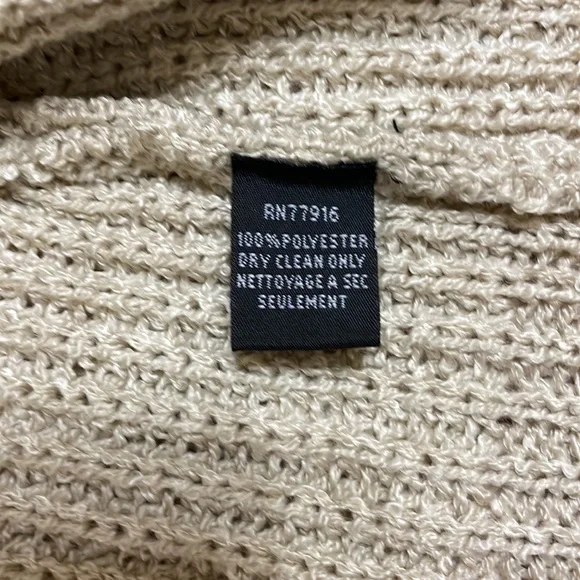 RN77916
100%POLYESTER
DRY CLEAN ONLY
NETTOYAGE A SEC
SEULEMENT